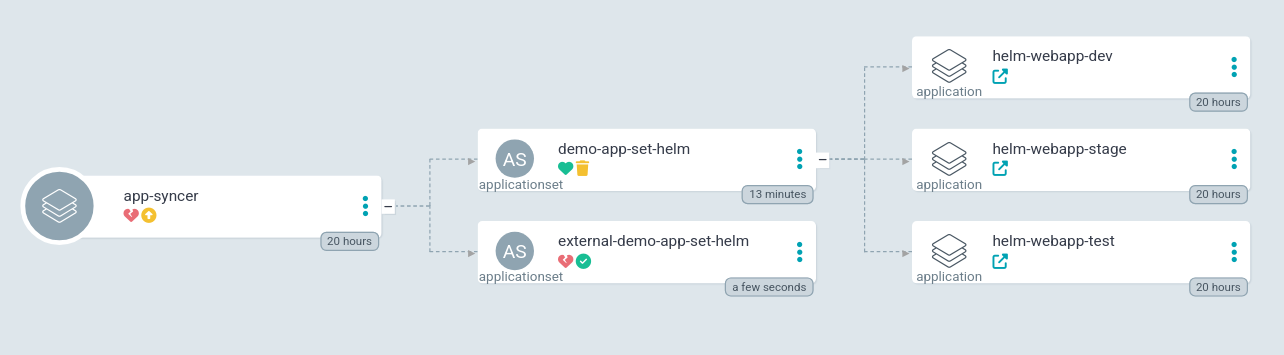 app-syncer
20 hours
AS
applicationset
demo-app-set-helm
13 minutes
AS
applicationset
external-demo-app-set-helm
a few seconds
helm-webapp-dev
application
20 hours
helm-webapp-stage
application
20 hours
helm-webapp-test
application
20 hours